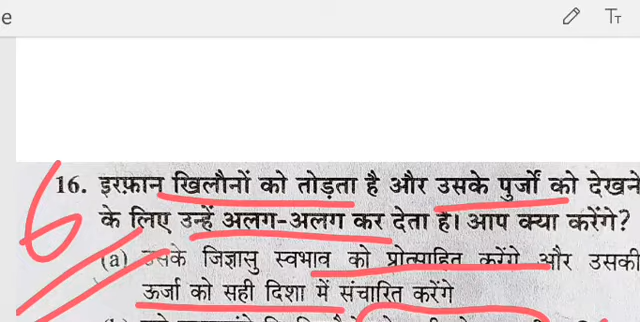 e
16. इरफ़ान खिलौनों को तोड़ता है और उसके पुर्जों को देखने
के लिए उन्हें अलग-अलग कर देता है। आप क्या करेंगे?
(a) उसके जिज्ञासु स्वभाव को प्रोत्साहित करेंगे और उसकी
ऊर्जा को सही दिशा में संचारित करेंगे